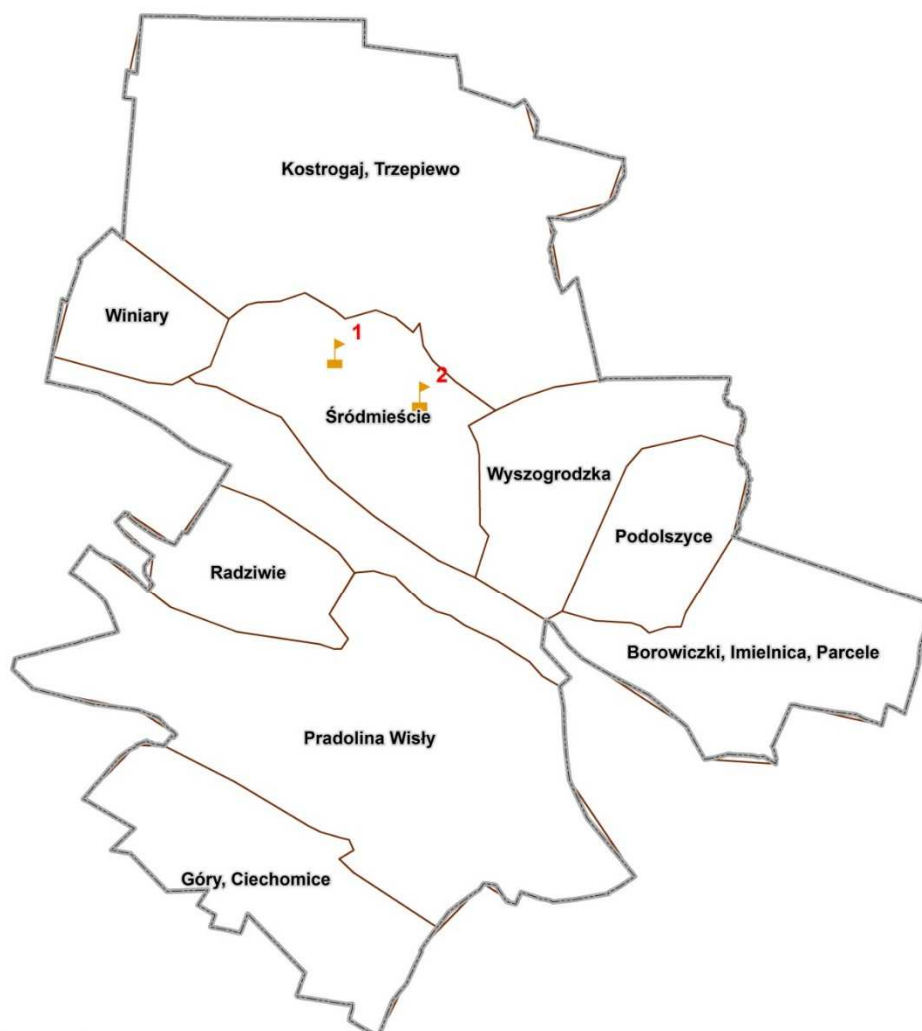 Kostrogaj, Trzepiewo
Winiary
1
2
Śródmieście
Wyszogrodzka
Podolszyce
Radziwie
Borowiczki, Imielnica, Parcele
Pradolina Wisły
Góry, Ciechomice